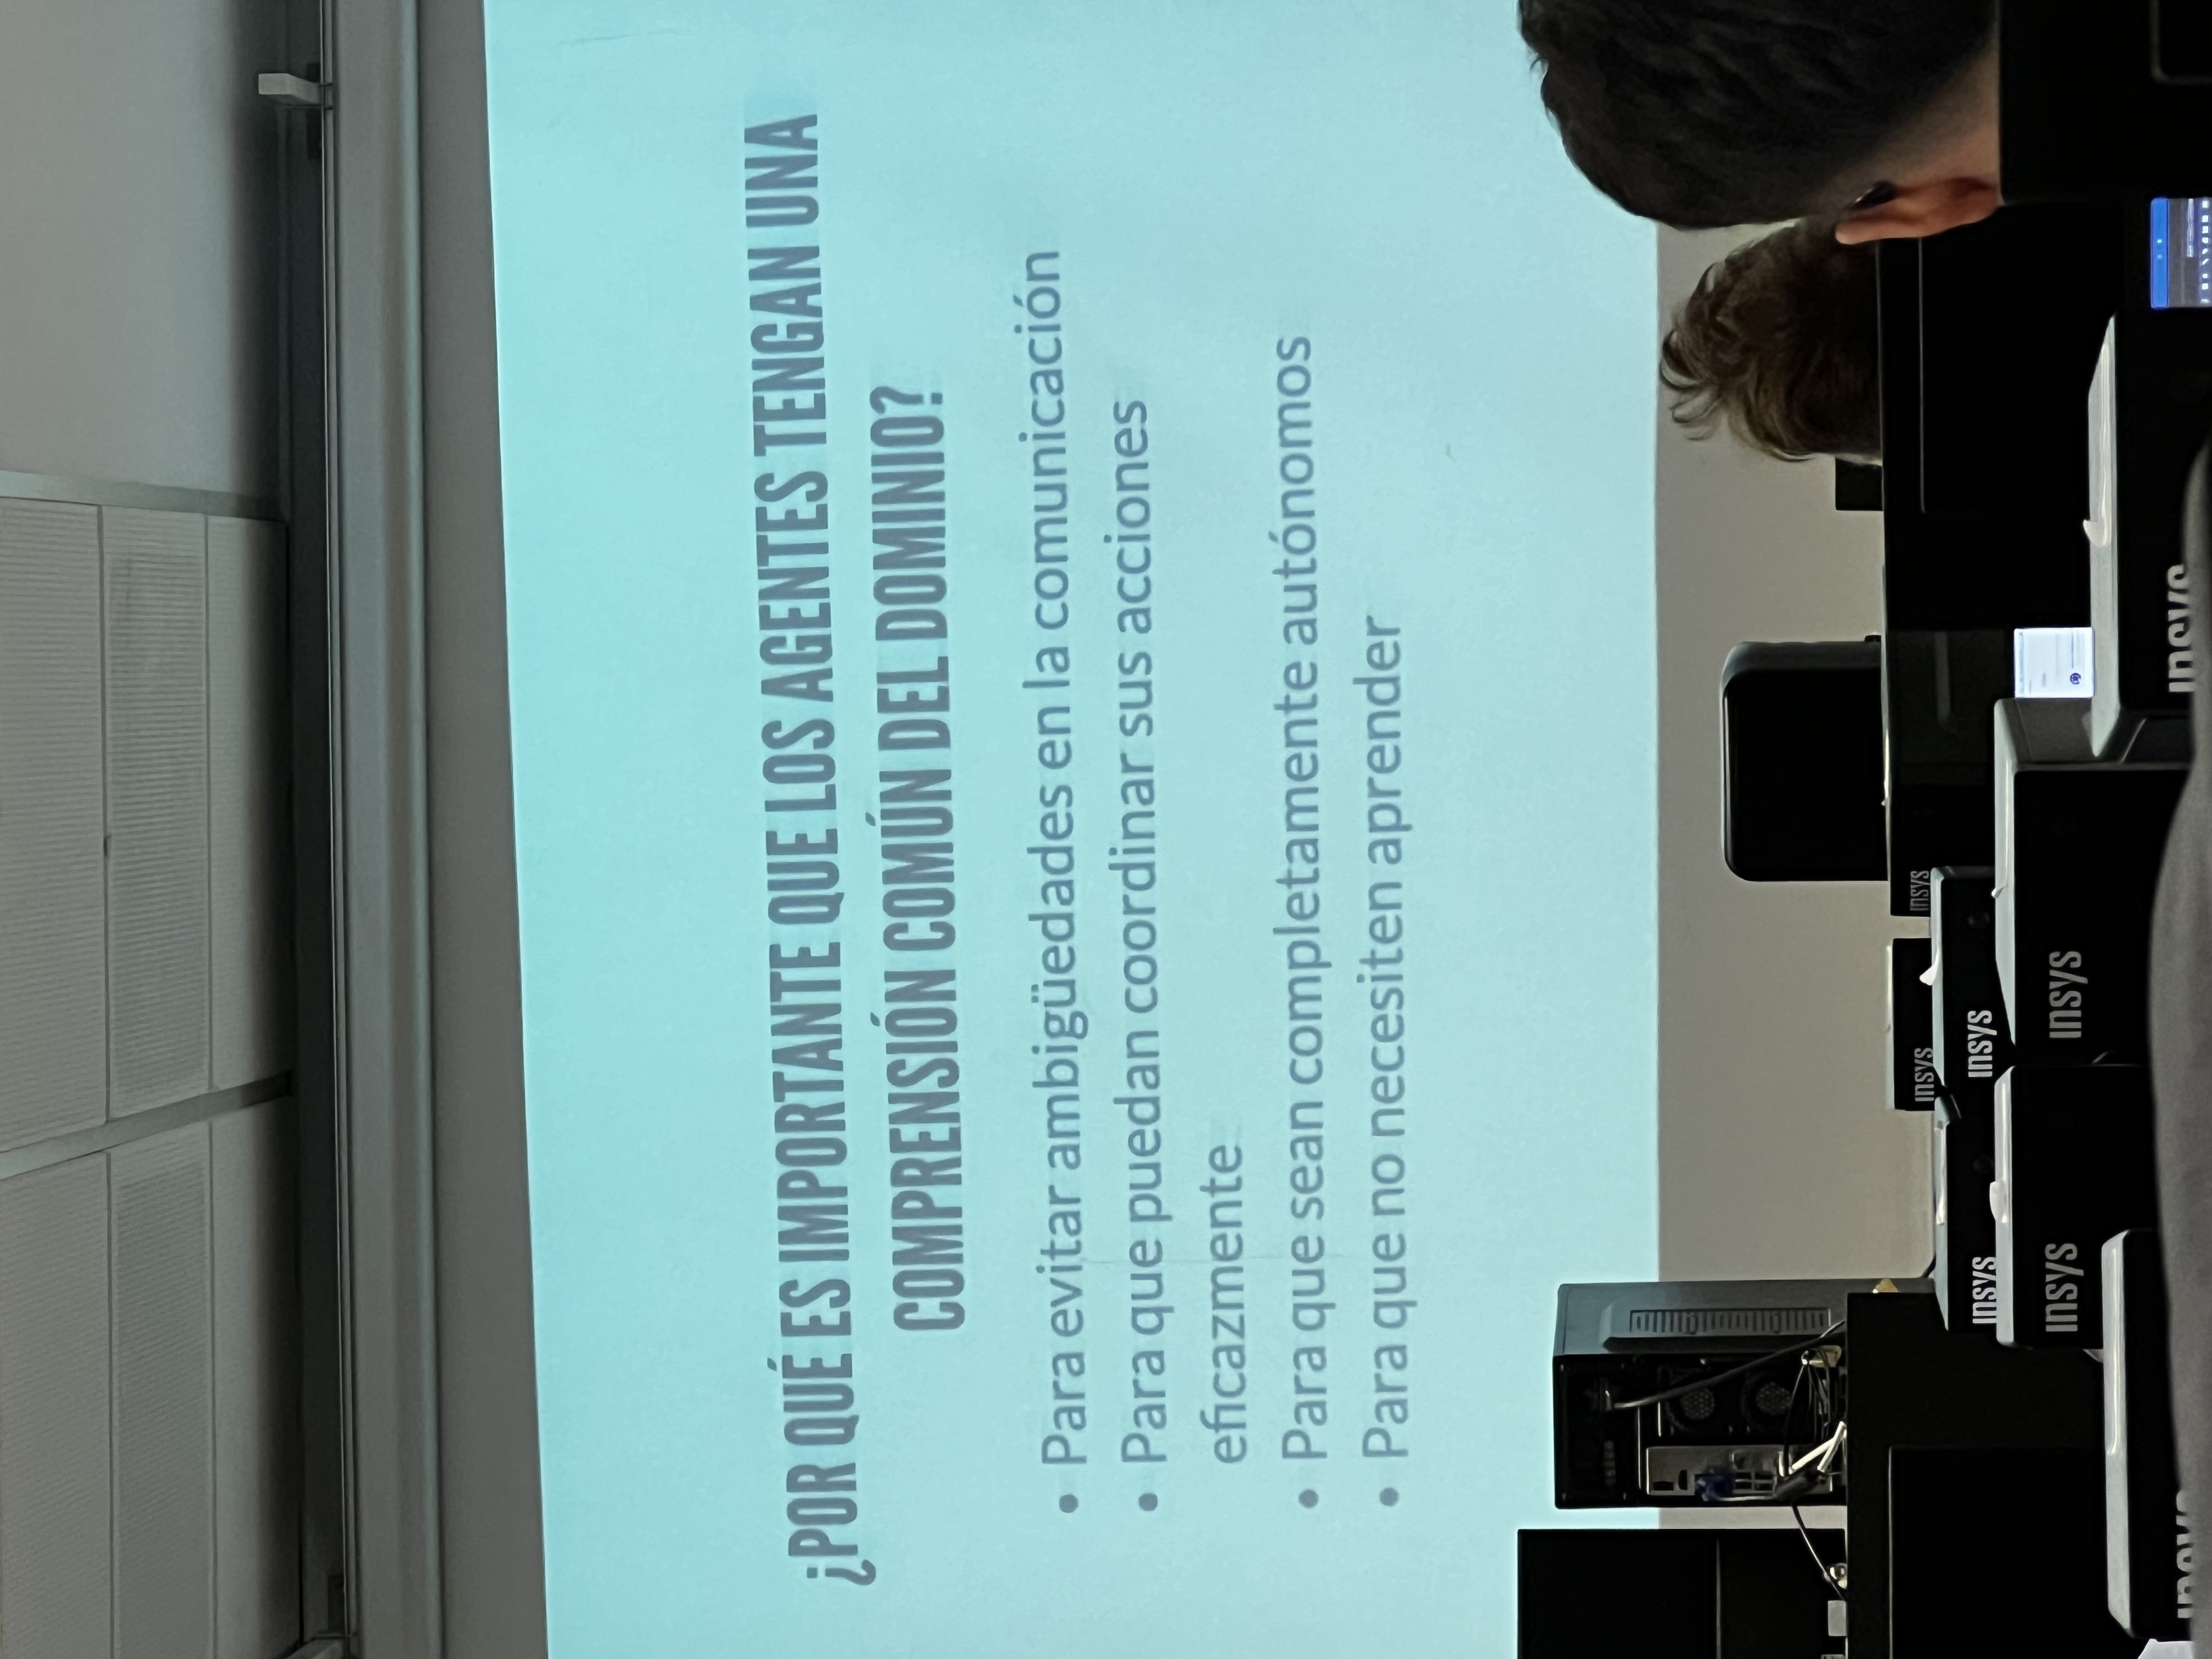 ¿POR QUÉ ES IMPORTANTE QUE LOS AGENTES TENGAN UNA
COMPRENSIÓN COMÚN DEL DOMINIO?
• Para evitar ambigüedades en la comunicación
• Para que puedan coordinar sus acciones
eficazmente
• Para que sean completamente autónomos
• Para que no necesiten aprender
insys
insys
insys
insys
insys
insys
insys
insys